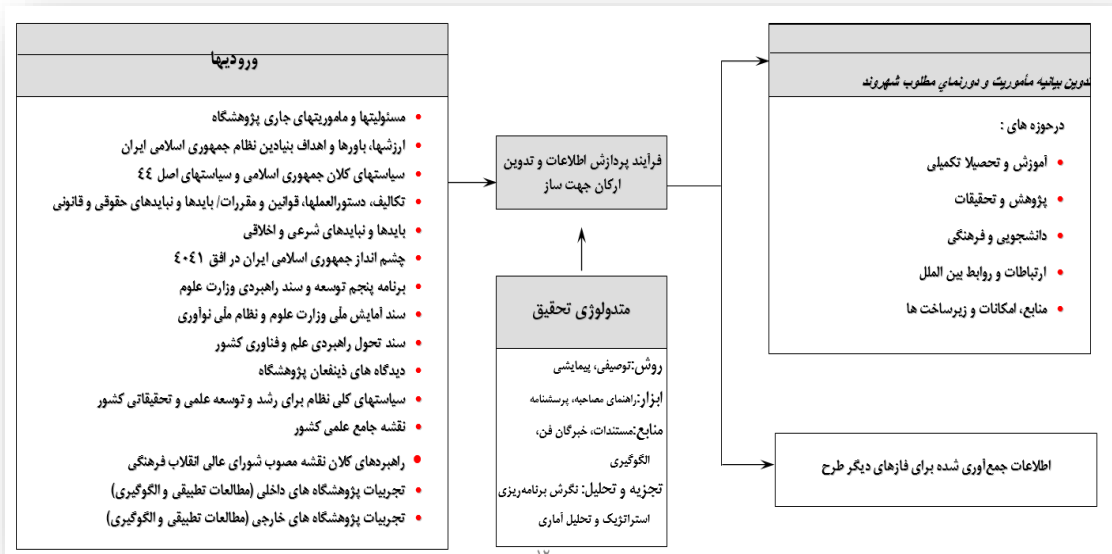 ورودیها
مسئولیتها و ماموریتهای جاری پژوهشگاه
ارزشها، باورها و اهداف بنیادین نظام جمهوری اسلامی ایران
سیاستهای کلان جمهوری اسلامی و سیاستهای اصل ٤٤
تکالیف، دستورالعملها، قوانین و مقررات/ بایدها و نبایدهای حقوقی و قانونی
بایدها و نبایدهای شرعی و اخلاقی
چشم انداز جمهوری اسلامی ایران در افق ٤٠٤١
برنامه پنجم توسعه و سند راهبردی وزارت علوم
سند آمایش ملی وزارت علوم و نظام ملّی نوآوری
سند تحول راهبردی علم و فناوری کشور
دیدگاه های ذینفعان پژوهشگاه
سیاستهای کلی نظام برای رشد و توسعه علمی و تحقیقاتی کشور
نقشه جامع علمی کشور
راهبردهای کلان نقشه مصوب شورای عالی انقلاب فرهنگی
تجربیات پژوهشگاه های داخلی (مطالعات تطبیقی و الگوگیری)
تجربیات پژوهشگاه های خارجی (مطالعات تطبیقی و الگوگیری)
فرآیند پردازش اطلاعات و تدوین
ارکان جهت ساز
متدولوژی تحقیق
روش:توصیفی، پیمایشی
ابزار:راهنمای مصاحبه، پرسشنامه
منابع:مستندات، خبرگان فن،
الگوگیری
تجزیه و تحلیل: نگرش برنامه‌ریزی
استراتژیک و تحلیل آماری
تدوین بیانیه مأموریت و دورنمای مطلوب شهروند
درحوزه های :
آموزش و تحصیلا تکمیلی
پژوهش و تحقیقات
دانشجویی و فرهنگی
ارتباطات و روابط بین الملل
منابع، امکانات و زیرساخت ها
اطلاعات جمع‌آوری شده برای فازهای دیگر طرح